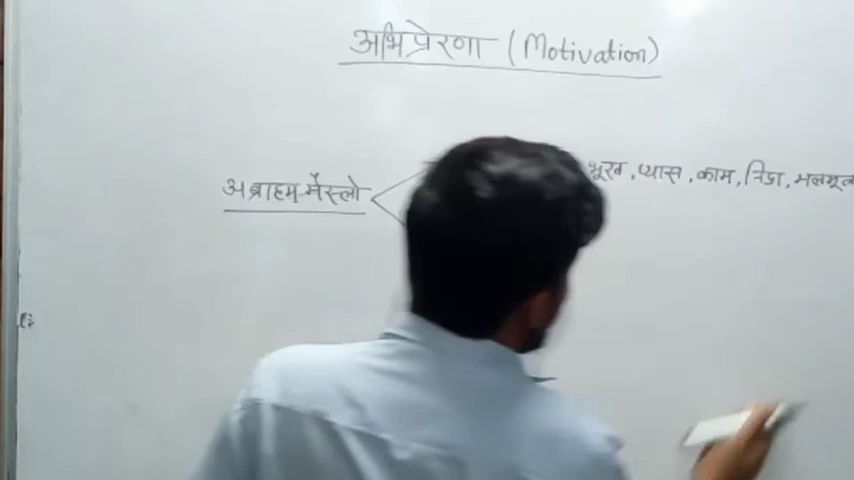 अभिप्रेरणा (Motivation)
अब्राहम-मैस्लो
भूख, प्यास, काम, निद्रा, मलमूत्र